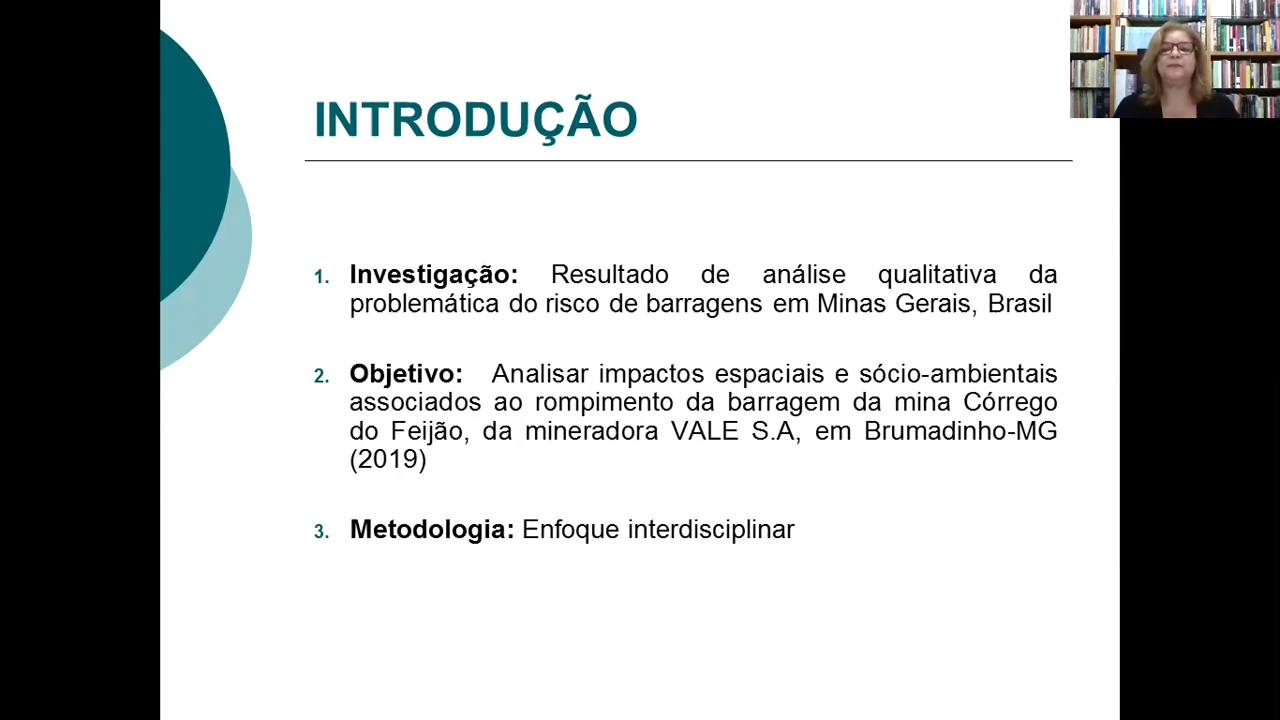 INTRODUÇÃO
1. Investigação: Resultado de análise qualitativa da
problemática do risco de barragens em Minas Gerais, Brasil
2. Objetivo: Analisar impactos espaciais e sócio-ambientais
associados ao rompimento da barragem da mina Córrego
do Feijão, da mineradora VALE S.A, em Brumadinho-MG
(2019)
3. Metodologia: Enfoque interdisciplinar